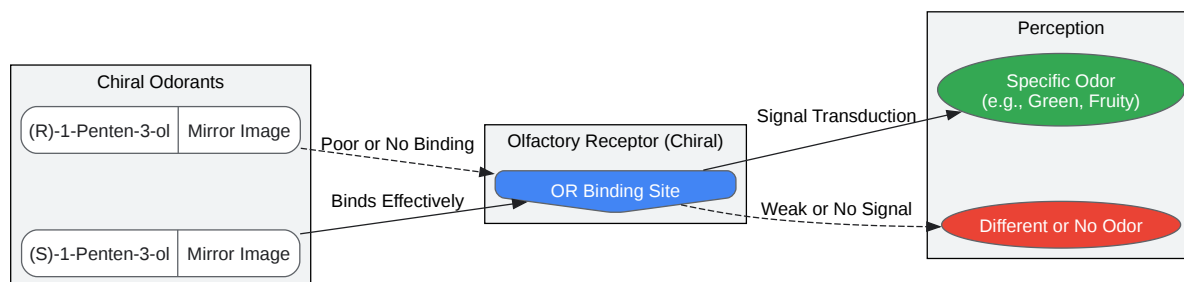 Chiral Odorants
(R)-1-Penten-3-ol
Mirror Image
(S)-1-Penten-3-ol
Mirror Image
Poor or No Binding
Binds Effectively
Olfactory Receptor (Chiral)
OR Binding Site
Signal Transduction
Weak or No Signal
Perception
Specific Odor
(e.g., Green, Fruity)
Different or No Odor